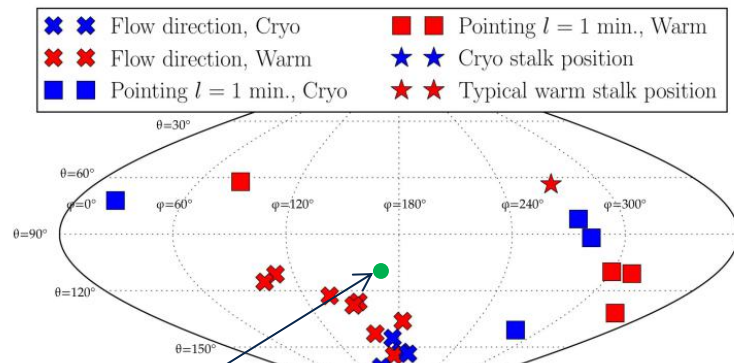 Flow direction, Cryo
Flow direction, Warm
Pointing l = 1 min., Cryo
Pointing l = 1 min., Warm
Cryo stalk position
Typical warm stalk position
θ=30°
θ=60°
φ=0° φ=60° φ=120° φ=180° φ=240° φ=300°
θ=90°
θ=120°
θ=150°